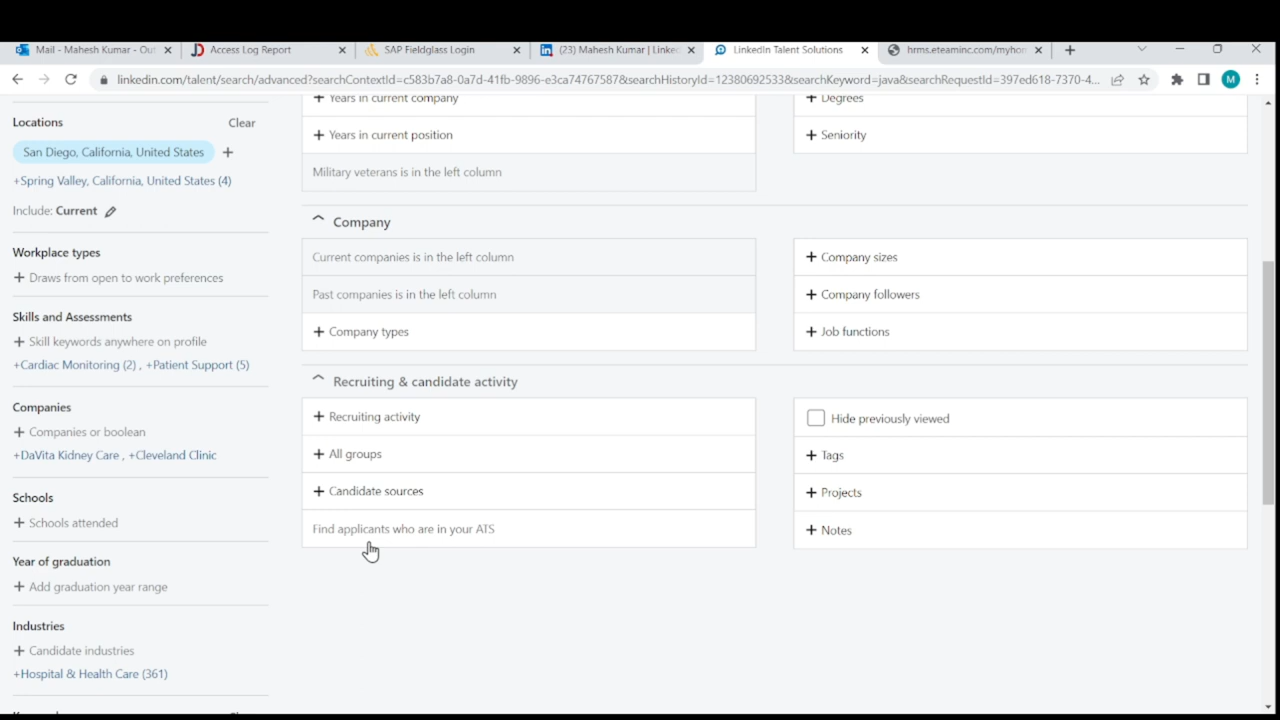 Mail - Mahesh Kumar - Out
Access Log Report
SAP Fieldglass Login
(23) Mahesh Kumar | Linked
LinkedIn Talent Solutions
hrms.eteaminc.com/myhom
linkedin.com/talent/search/advanced?searchContextId=c583b7a8-0a7d-41fb-9896-e3ca74767587&searchHistoryId=12380692533&searchKeyword=java&searchRequestId=397ed618-7370-4...
M
Locations
Clear
San Diego, California, United States +
+Spring Valley, California, United States (4)
Include: Current
Workplace types
+ Draws from open to work preferences
Skills and Assessments
+ Skill keywords anywhere on profile
+Cardiac Monitoring (2) , +Patient Support (5)
Companies
+ Companies or boolean
+DaVita Kidney Care , +Cleveland Clinic
Schools
+ Schools attended
Year of graduation
+ Add graduation year range
Industries
+ Candidate industries
+Hospital & Health Care (361)
+ Years in current company
+ Years in current position
Military veterans is in the left column
+ Degrees
+ Seniority
Company
Current companies is in the left column
Past companies is in the left column
+ Company types
+ Company sizes
+ Company followers
+ Job functions
Recruiting & candidate activity
+ Recruiting activity
+ All groups
+ Candidate sources
Find applicants who are in your ATS
Hide previously viewed
+ Tags
+ Projects
+ Notes